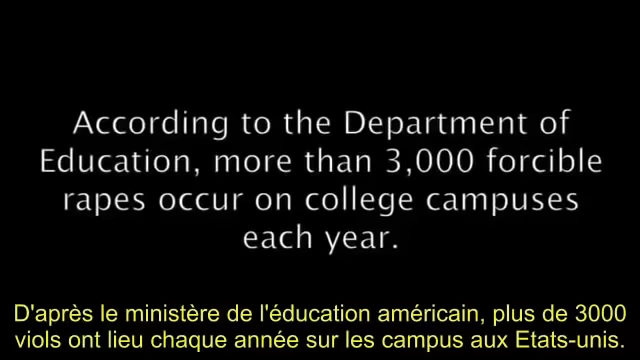 According to the Department of
Education, more than 3,000 forcible
rapes occur on college campuses
each year.
D'après le ministère de l'éducation américain, plus de 3000
viols ont lieu chaque année sur les campus aux Etats-unis.